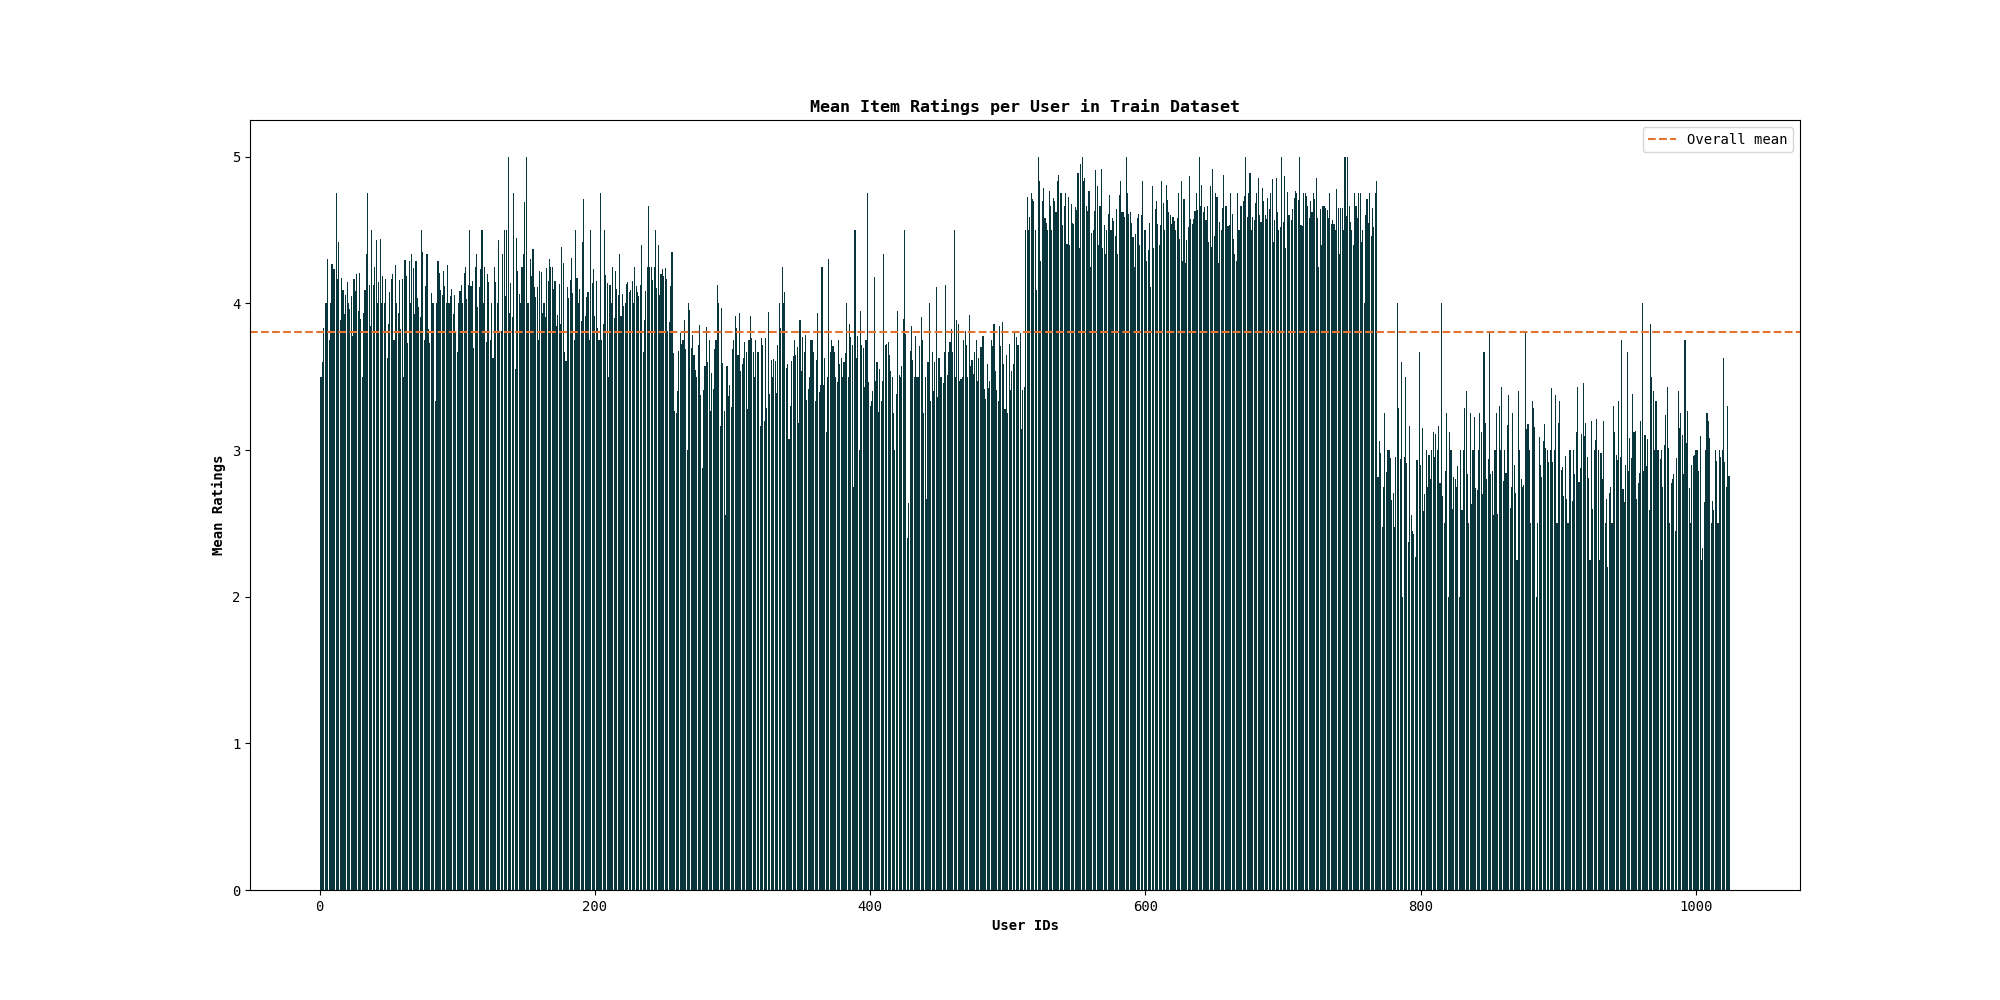 Mean Item Ratings per User in Train Dataset
Overall mean
5
4
3
2
1
0
Mean Ratings
0 200 400 600 800 1000
User IDs